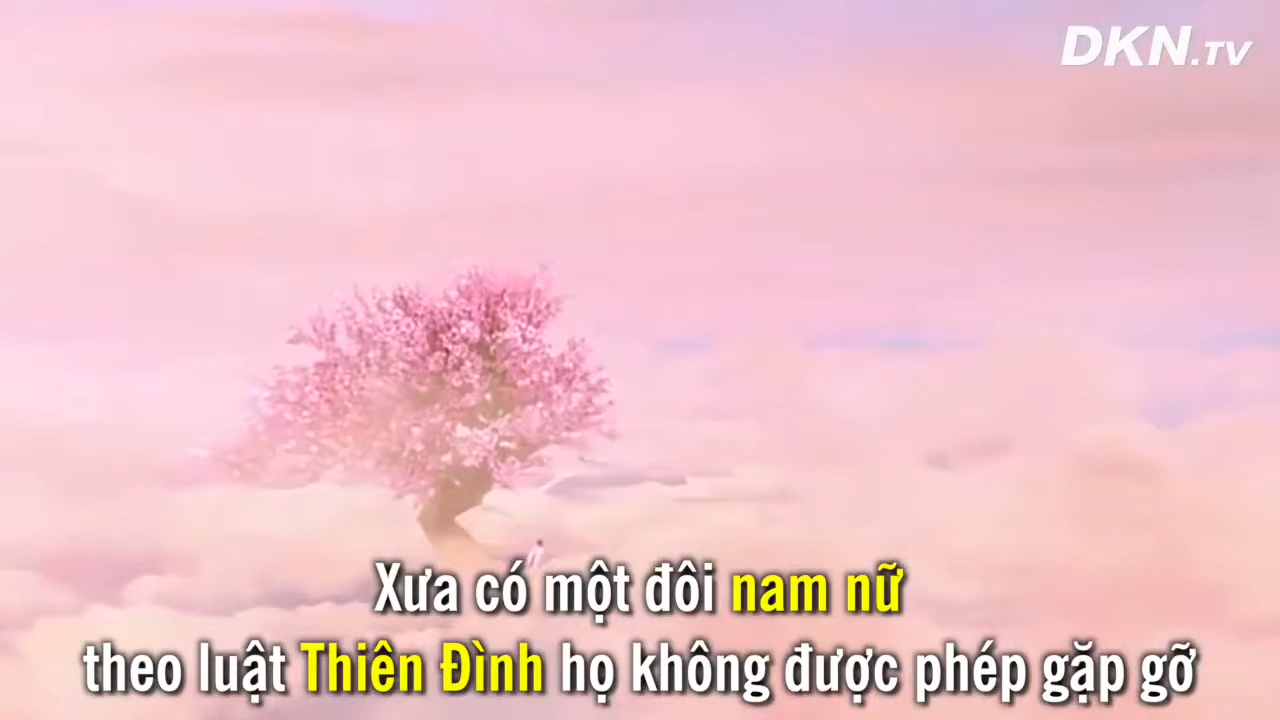 DKN.TV
Xưa có một đôi nam nữ
theo luật Thiên Đình họ không được phép gặp gỡ